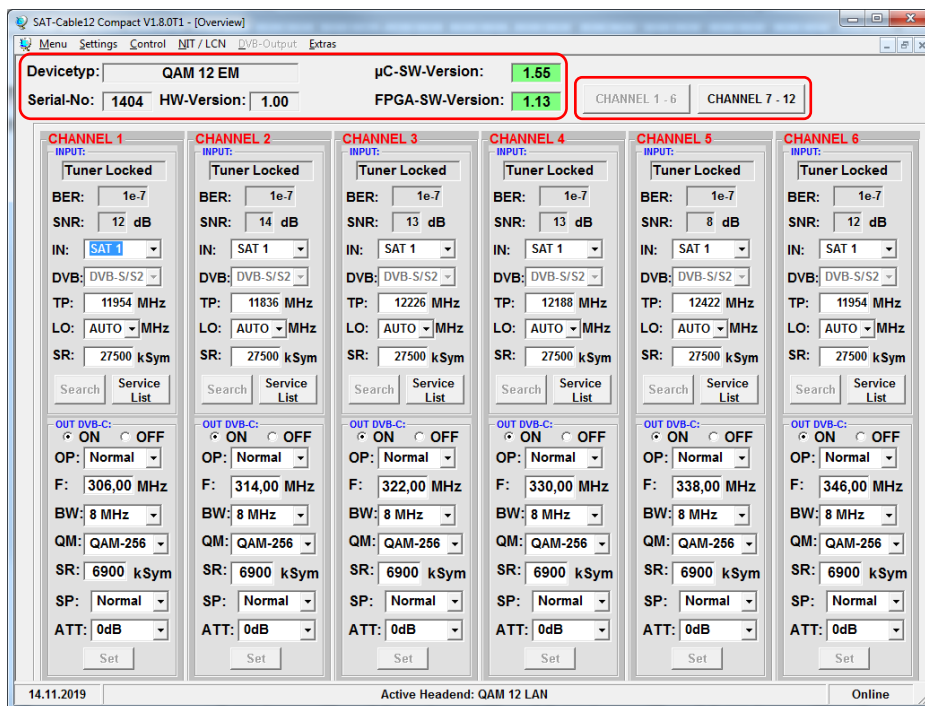 SAT-Cable12 Compact V1.8.0T1 - [Overview]
Menu Settings Control NIT / LCN DVB-Output Extras
Devicetyp: QAM 12 EM µC-SW-Version: 1.55
Serial-No: 1404 HW-Version: 1.00 FPGA-SW-Version: 1.13 CHANNEL 1 - 6 CHANNEL 7 - 12
CHANNEL 1 CHANNEL 2 CHANNEL 3 CHANNEL 4 CHANNEL 5 CHANNEL 6
INPUT: INPUT: INPUT: INPUT: INPUT: INPUT:
Tuner Locked Tuner Locked Tuner Locked Tuner Locked Tuner Locked Tuner Locked
BER: 1e-7 BER: 1e-7 BER: 1e-7 BER: 1e-7 BER: 1e-7 BER: 1e-7
SNR: 12 dB SNR: 14 dB SNR: 13 dB SNR: 13 dB SNR: 8 dB SNR: 12 dB
IN: SAT 1 IN: SAT 1 IN: SAT 1 IN: SAT 1 IN: SAT 1 IN: SAT 1
DVB: DVB-S/S2 DVB: DVB-S/S2 DVB: DVB-S/S2 DVB: DVB-S/S2 DVB: DVB-S/S2 DVB: DVB-S/S2
TP: 11954 MHz TP: 11836 MHz TP: 12226 MHz TP: 12188 MHz TP: 12422 MHz TP: 11954 MHz
LO: AUTO MHz LO: AUTO MHz LO: AUTO MHz LO: AUTO MHz LO: AUTO MHz LO: AUTO MHz
SR: 27500 kSym SR: 27500 kSym SR: 27500 kSym SR: 27500 kSym SR: 27500 kSym SR: 27500 kSym
Search Service List Search Service List Search Service List Search Service List Search Service List Search Service List
OUT DVB-C: OUT DVB-C: OUT DVB-C: OUT DVB-C: OUT DVB-C: OUT DVB-C:
ON OFF ON OFF ON OFF ON OFF ON OFF ON OFF
OP: Normal OP: Normal OP: Normal OP: Normal OP: Normal OP: Normal
F: 306,00 MHz F: 314,00 MHz F: 322,00 MHz F: 330,00 MHz F: 338,00 MHz F: 346,00 MHz
BW: 8 MHz BW: 8 MHz BW: 8 MHz BW: 8 MHz BW: 8 MHz BW: 8 MHz
QM: QAM-256 QM: QAM-256 QM: QAM-256 QM: QAM-256 QM: QAM-256 QM: QAM-256
SR: 6900 kSym SR: 6900 kSym SR: 6900 kSym SR: 6900 kSym SR: 6900 kSym SR: 6900 kSym
SP: Normal SP: Normal SP: Normal SP: Normal SP: Normal SP: Normal
ATT: 0dB ATT: 0dB ATT: 0dB ATT: 0dB ATT: 0dB ATT: 0dB
Set Set Set Set Set Set
14.11.2019 Active Headend: QAM 12 LAN Online